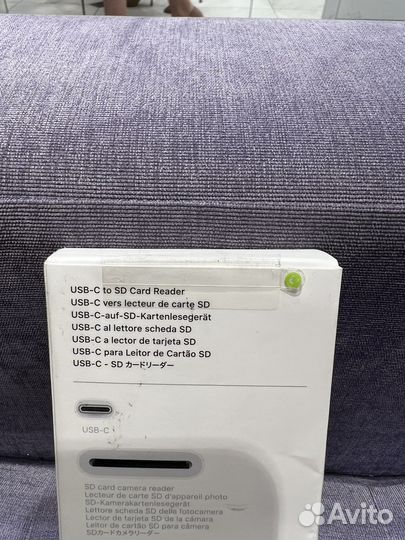 USB-C to SD Card Reader
USB-C vers lecteur de carte SD
USB-C-auf-SD-Kartenlesegerät
USB-C al lettore scheda SD
USB-C a lector de tarjeta SD
USB-C para Leitor de Cartão SD
USB-C - SD カードリーダー
USB-C
SD card camera reader
Lecteur de carte SD d'appareil photo
SD-Kamerakartenlesegerät
Lettore scheda SD della fotocamera
Lector de tarjeta SD de la cámara
Leitor de cartão SD para câmera
SDカードカメラリーダー
Avito